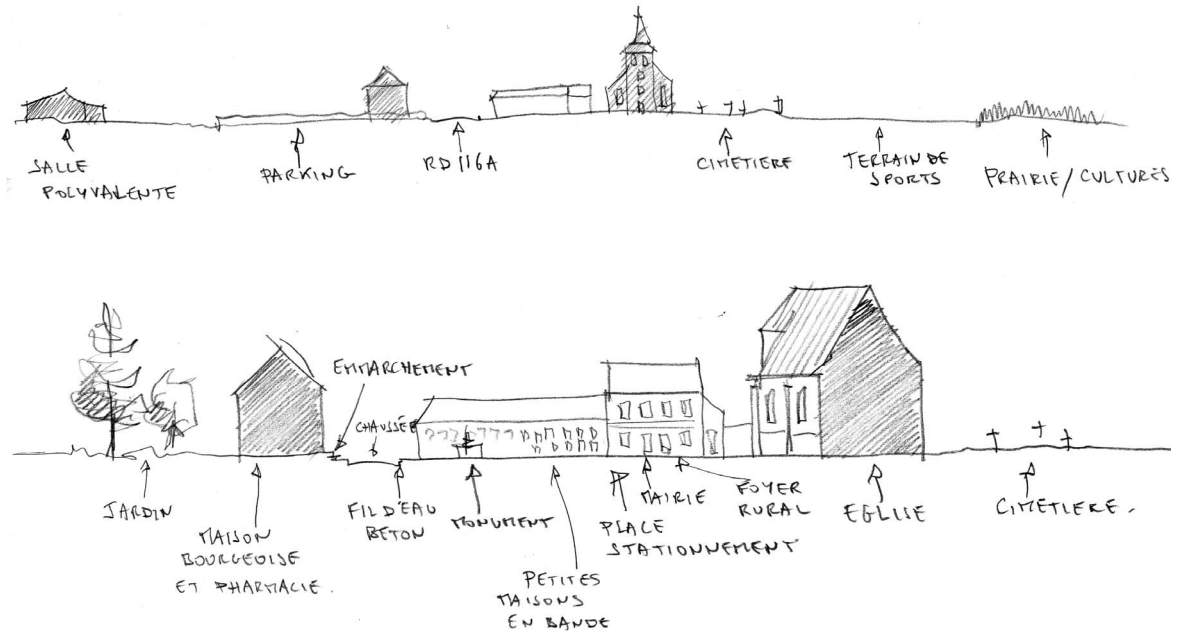 SALLE
POLYVALENTE
PARKING
RD 116A
CIMETIERE
TERRAIN DE
SPORTS
PRAIRIE/CULTURES
EMMARCHEMENT
CHAUSSÉE
JARDIN
MAISON
BOURGEOISE
ET PHARMACIE.
FIL D'EAU
BETON
MONUMENT
PETITES
MAISONS
EN BANDE
PLACE
STATIONNEMENT
MAIRIE
FOYER
RURAL
EGLISE
CIMETIERE.